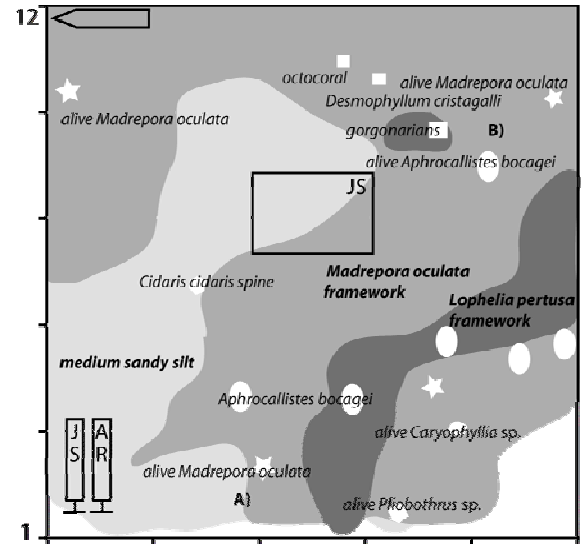 12
octocoral
alive Madrepora oculata
Desmophyllum cristagalli
alive Madrepora oculata
gorgonarians
B)
alive Aphrocallistes bocagei
JS
Madrepora oculata
framework
Cidaris cidaris spine
Lophelia pertusa
framework
medium sandy silt
Aphrocallistes bocagei
JS
AR
alive Caryophyllia sp.
alive Madrepora oculata
A)
alive Pliobothrus sp.
1